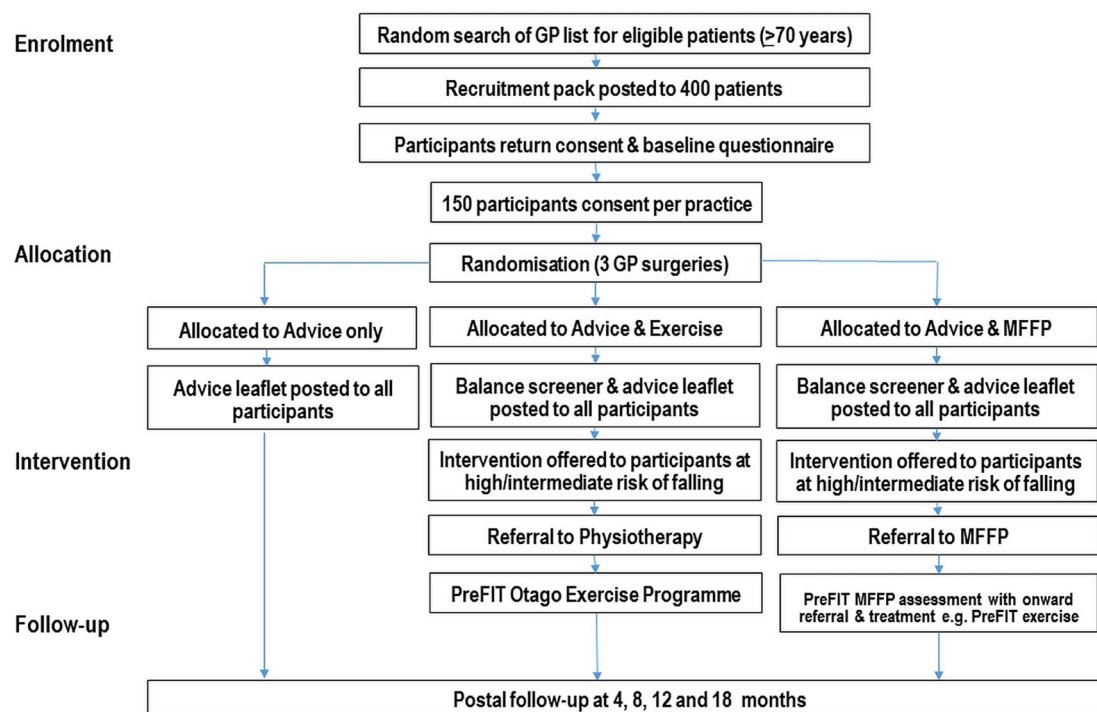 Enrolment
Random search of GP list for eligible patients (≥70 years)
Recruitment pack posted to 400 patients
Participants return consent & baseline questionnaire
150 participants consent per practice
Allocation
Randomisation (3 GP surgeries)
Allocated to Advice only
Allocated to Advice & Exercise
Allocated to Advice & MFFP
Advice leaflet posted to all
participants
Balance screener & advice leaflet
posted to all participants
Balance screener & advice leaflet
posted to all participants
Intervention
Intervention offered to participants at
high/intermediate risk of falling
Intervention offered to participants
at high/intermediate risk of falling
Referral to Physiotherapy
Referral to MFFP
PreFIT Otago Exercise Programme
PreFIT MFFP assessment with onward
referral & treatment e.g. PreFIT exercise
Follow-up
Postal follow-up at 4, 8, 12 and 18 months